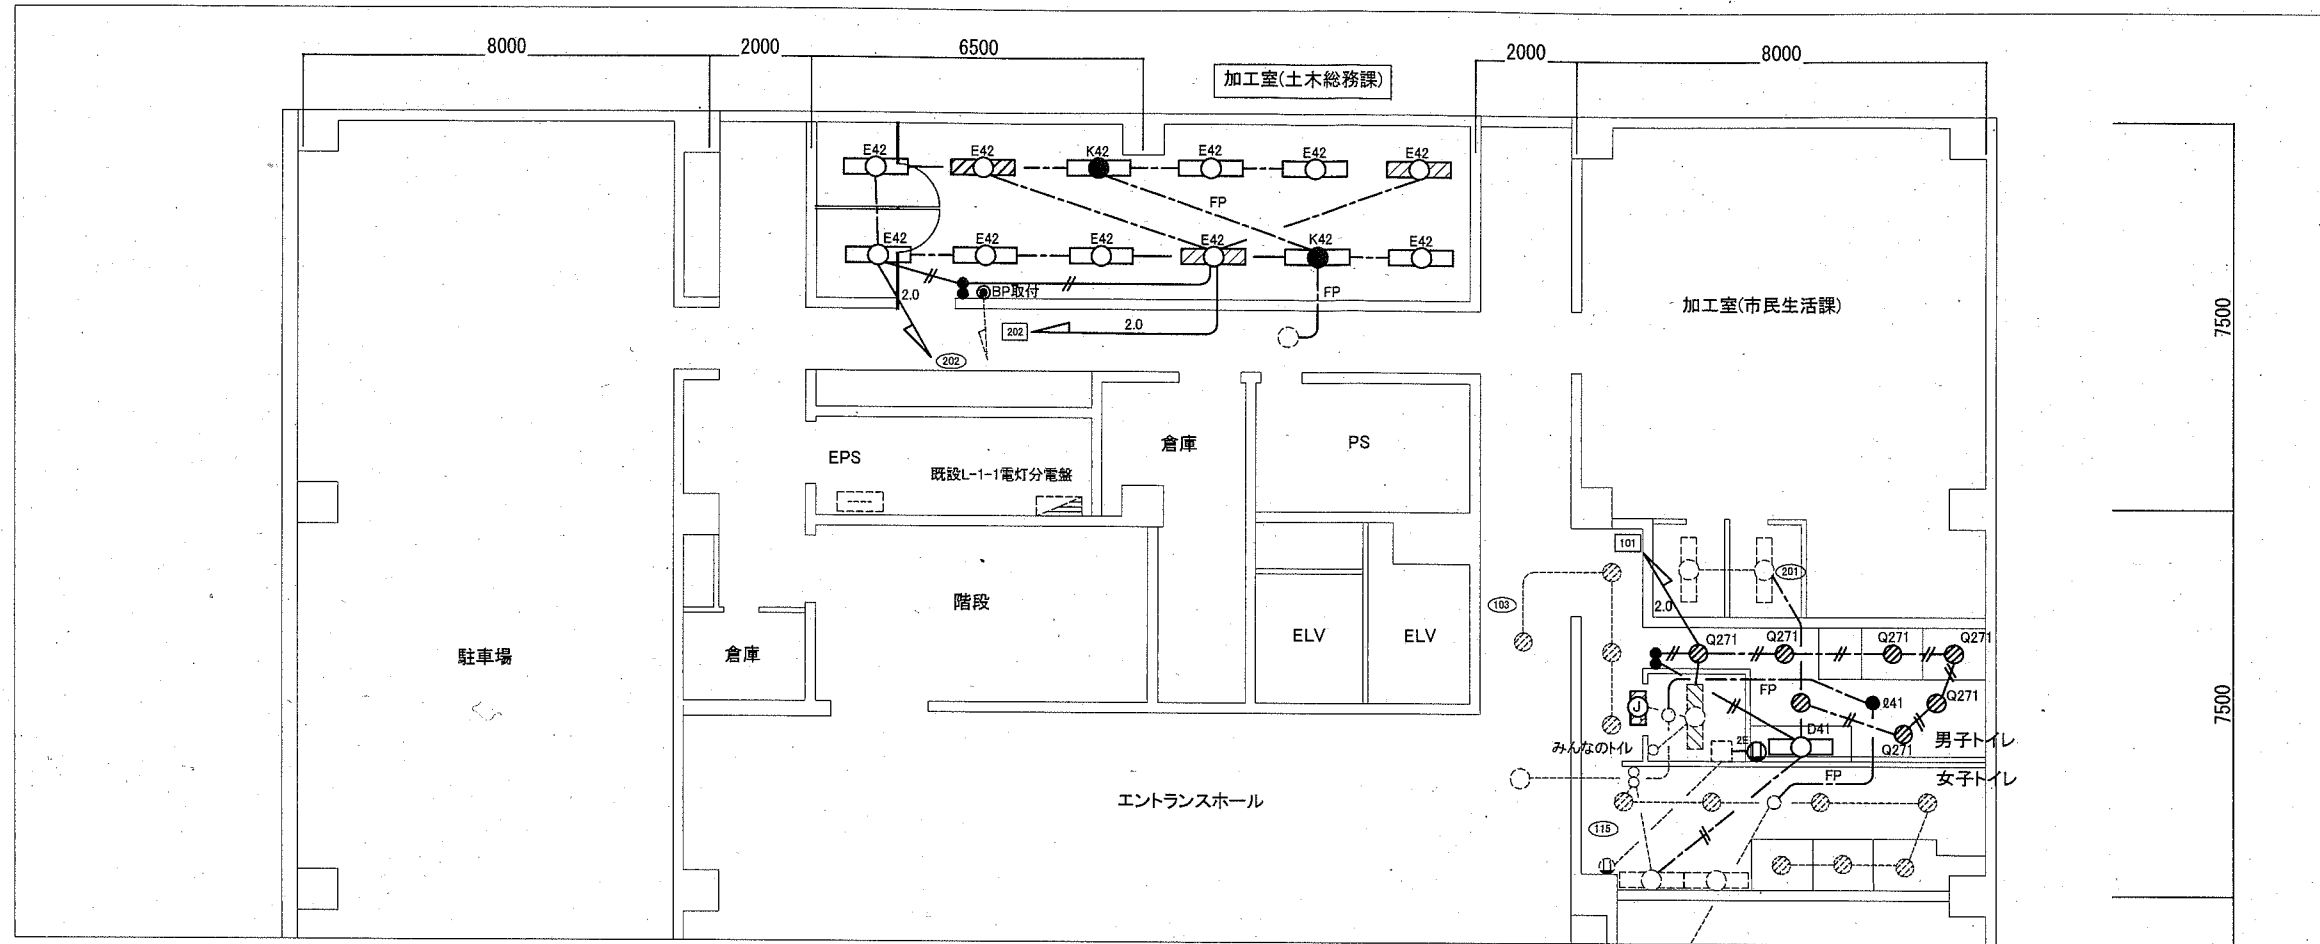 8000
2000
6500
2000
8000
加工室(土木総務課)
E42
E42
K42
E42
E42
E42
FP
E42
E42
E42
E42
K42
E42
2.0
BP取付
FP
202
2.0
202
加工室(市民生活課)
7500
EPS
既設L-1-1電灯分電盤
倉庫
PS
101
201
2.0
103
階段
ELV
ELV
駐車場
倉庫
Q271
Q271
Q271
Q271
FP
Q271
J
ℓ41
D41
2E
Q271
みんなのトイレ
男子トイレ
女子トイレ
FP
エントランスホール
115
7500